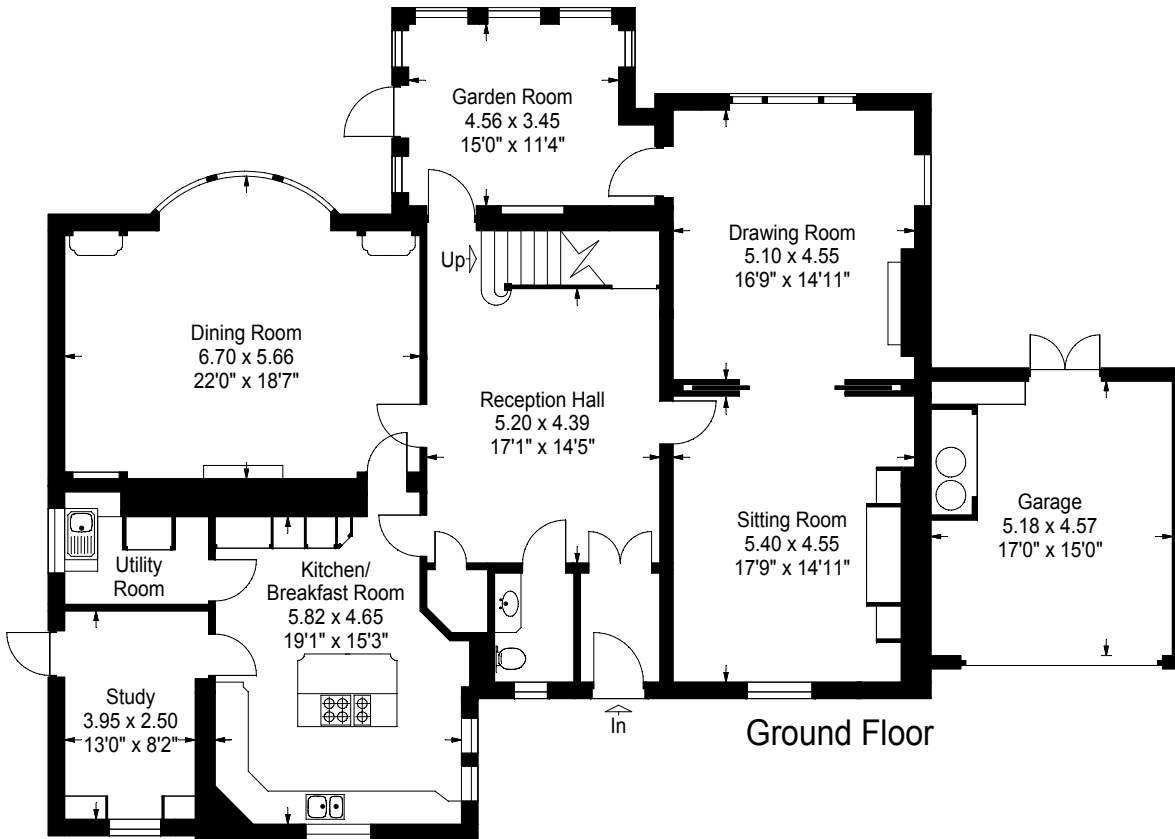 Garden Room
4.56 x 3.45
15'0" x 11'4"
Drawing Room
5.10 x 4.55
16'9" x 14'11"
Up
Dining Room
6.70 x 5.66
22'0" x 18'7"
Reception Hall
5.20 x 4.39
17'1" x 14'5"
Sitting Room
5.40 x 4.55
17'9" x 14'11"
Garage
5.18 x 4.57
17'0" x 15'0"
Utility
Room
Kitchen/
Breakfast Room
5.82 x 4.65
19'1" x 15'3"
Study
3.95 x 2.50
13'0" x 8'2"
In
Ground Floor